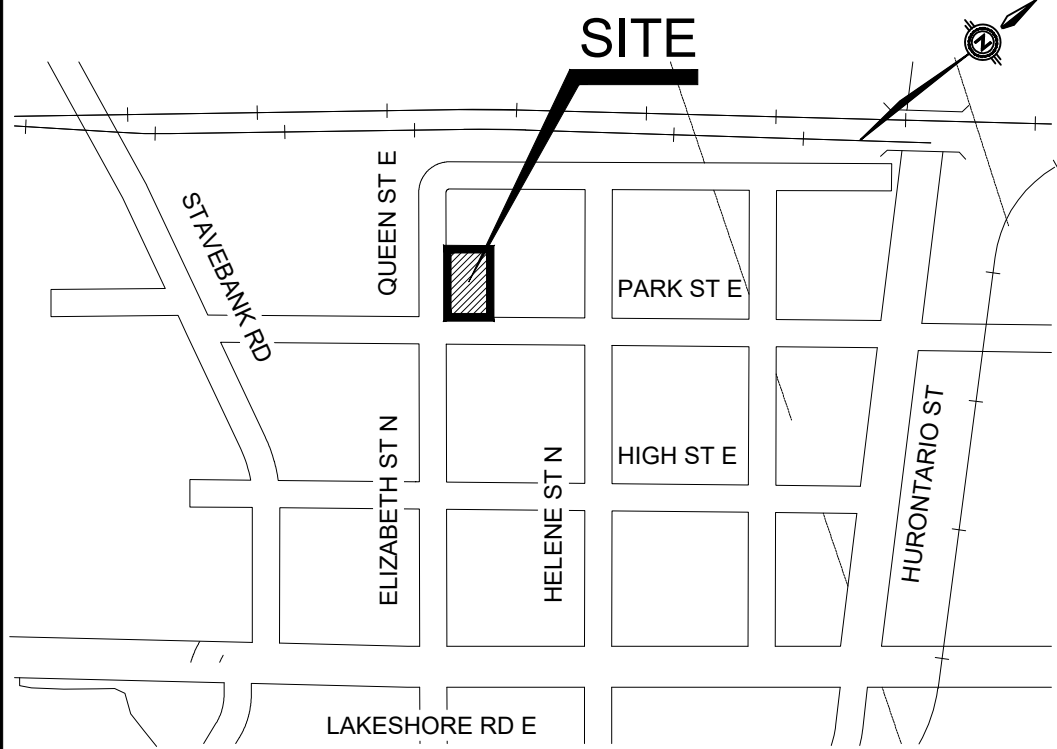 SITE
N
QUEEN ST E
STAVEBANK RD
PARK ST E
ELIZABETH ST N
HELENE ST N
HIGH ST E
HURONTARIO ST
LAKESHORE RD E